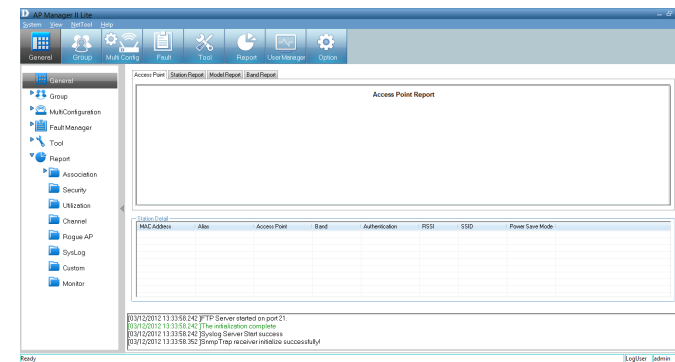 D AP Manager II Lite
System View NetTool Help
General Group Multi Config Fault Tool Report User Manager Option
General
Group
MultiConfiguration
Fault Manager
Tool
Report
Association
Security
Utilization
Channel
Rogue AP
SysLog
Custom
Monitor
Access Point Station Report Model Report Band Report
Access Point Report
Station Detail
MAC Address Alias Access Point Band Authentication RSSI SSID Power Save Mode
[03/12/2012 13:33:58.242 ]FTP Server started on port 21.
[03/12/2012 13:33:58.242 ]The initialization complete
[03/12/2012 13:33:58.242 ]Syslog Server Start success
[03/12/2012 13:33:58.352 ]SnmpTrap receiver initialize successfully!
Ready LogUser admin